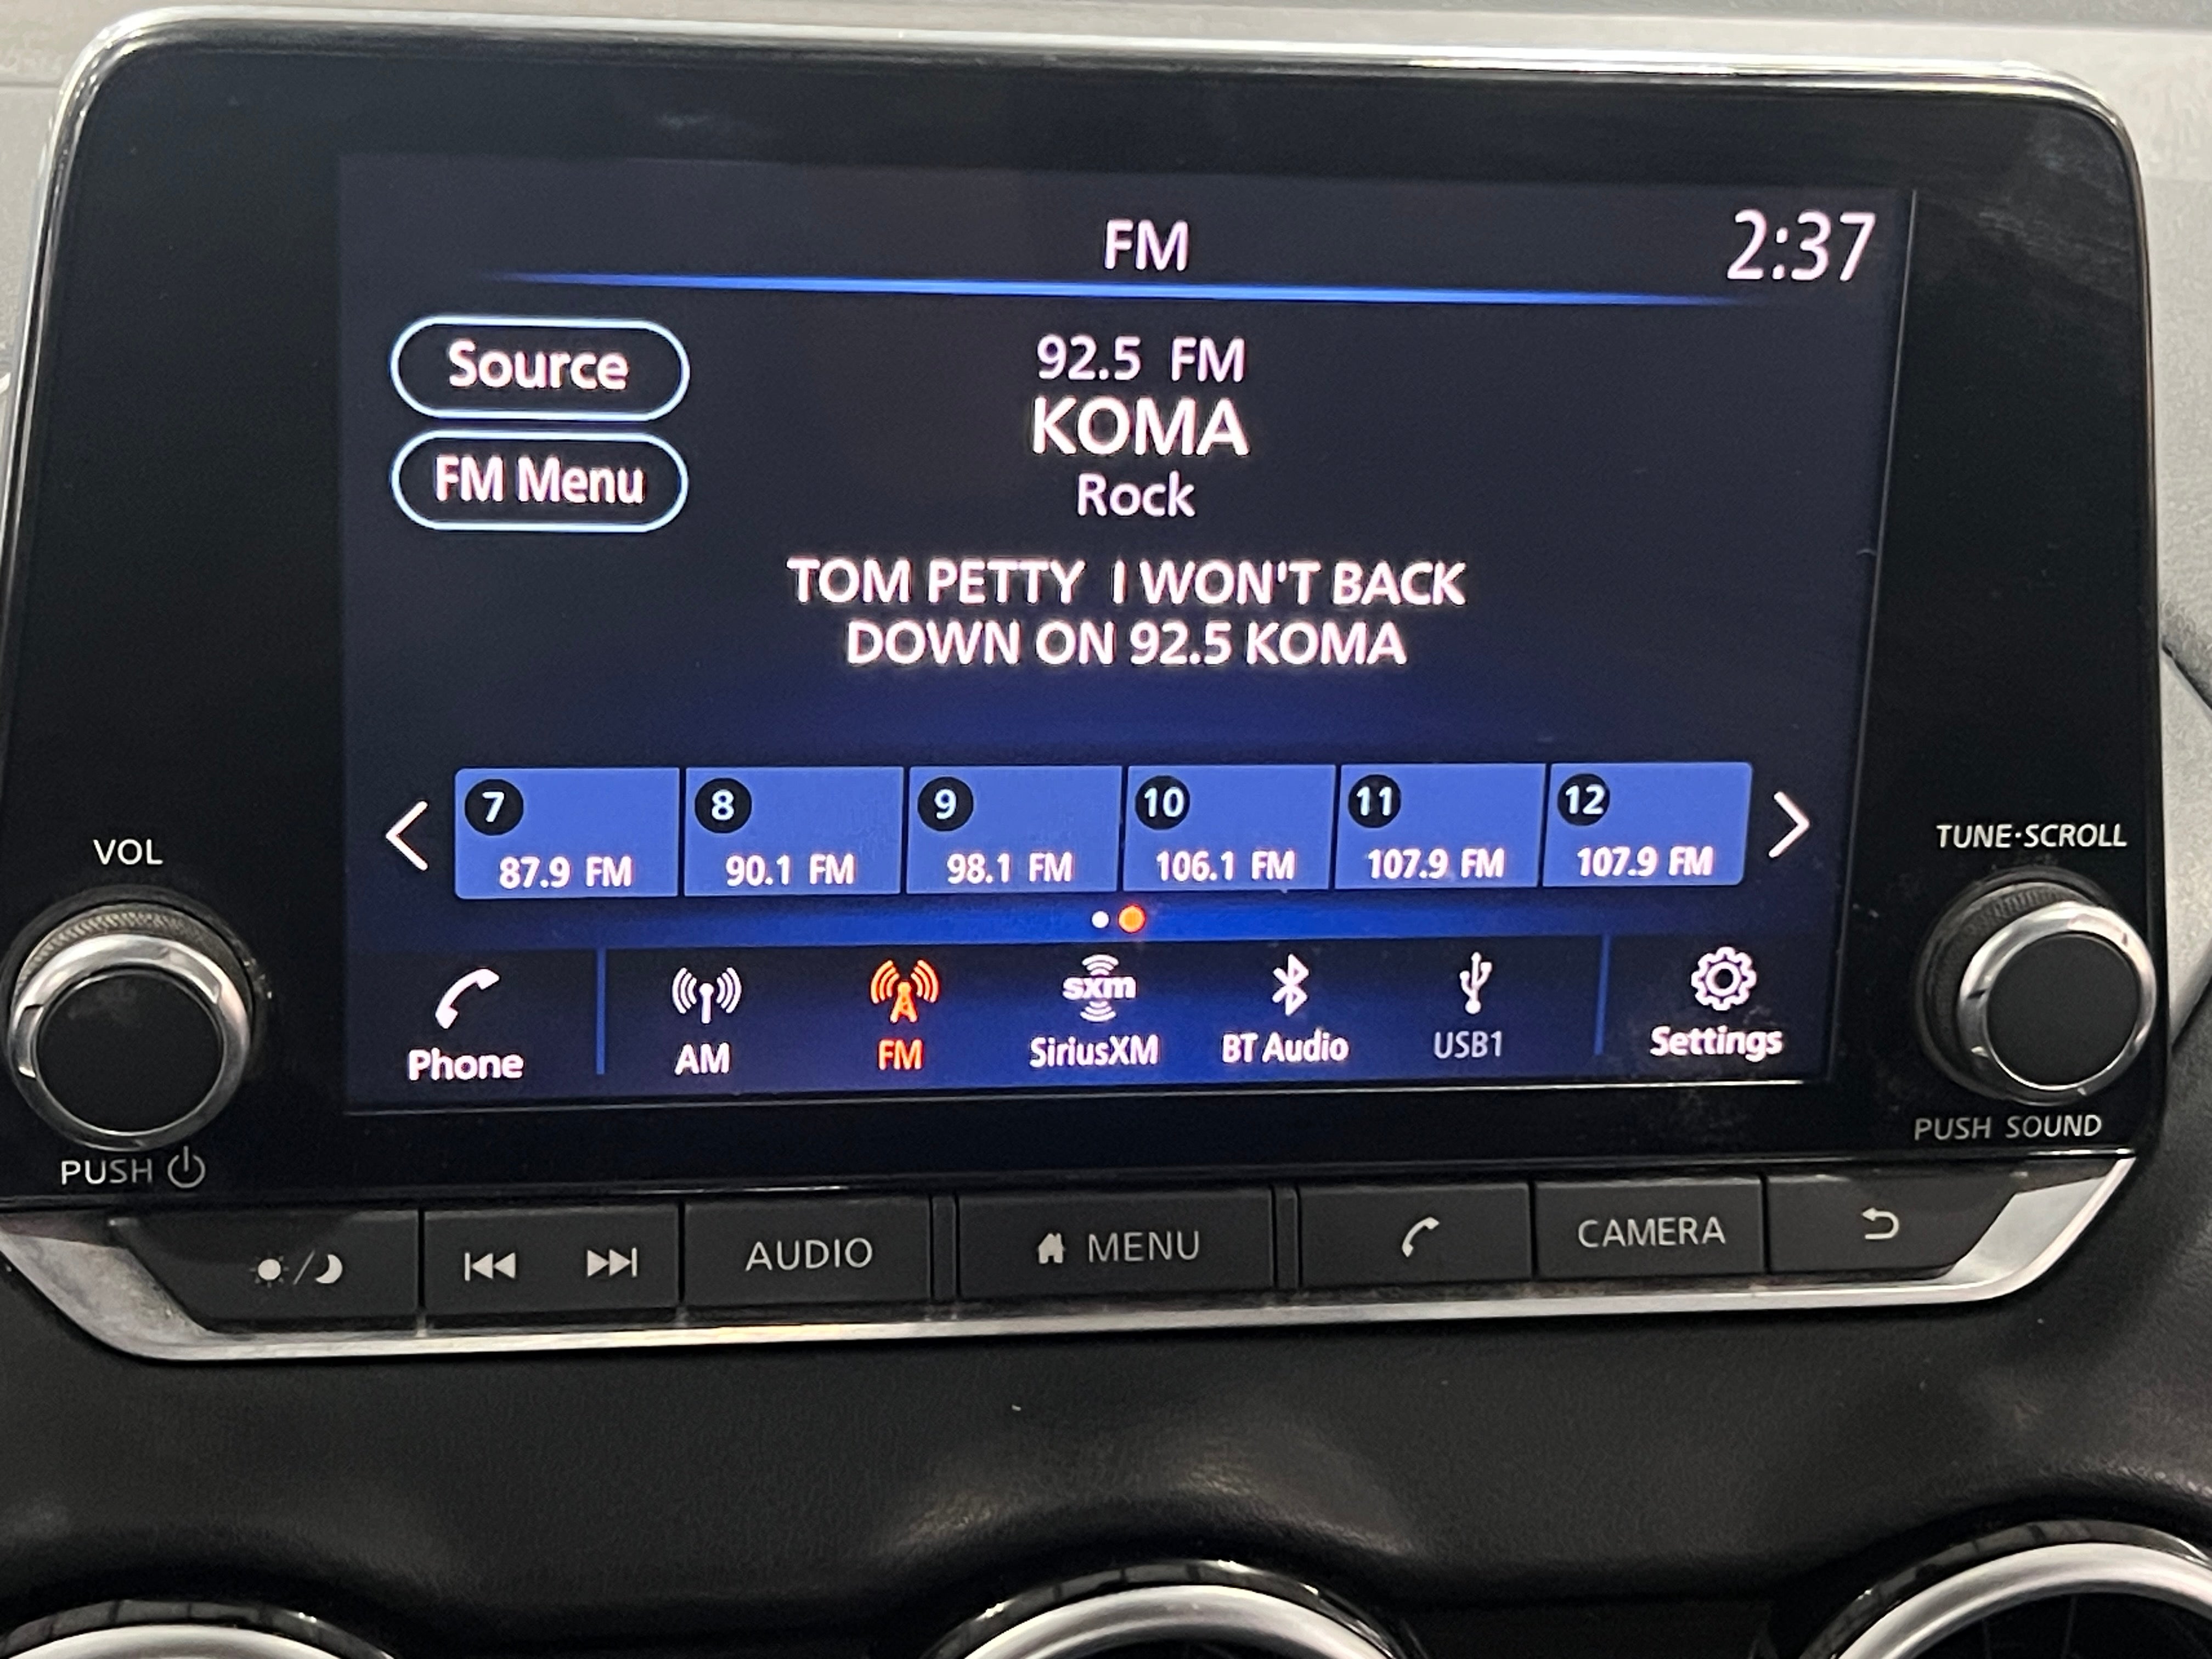 FM
2:37
Source
92.5 FM
KOMA
FM Menu
Rock
TOM PETTY I WON'T BACK
DOWN ON 92.5 KOMA
7
8
9
10
11
12
87.9 FM
90.1 FM
98.1 FM
106.1 FM
107.9 FM
107.9 FM
VOL
TUNE·SCROLL
sxm
Phone
AM
FM
SiriusXM
BT Audio
USB1
Settings
PUSH
PUSH SOUND
AUDIO
MENU
CAMERA